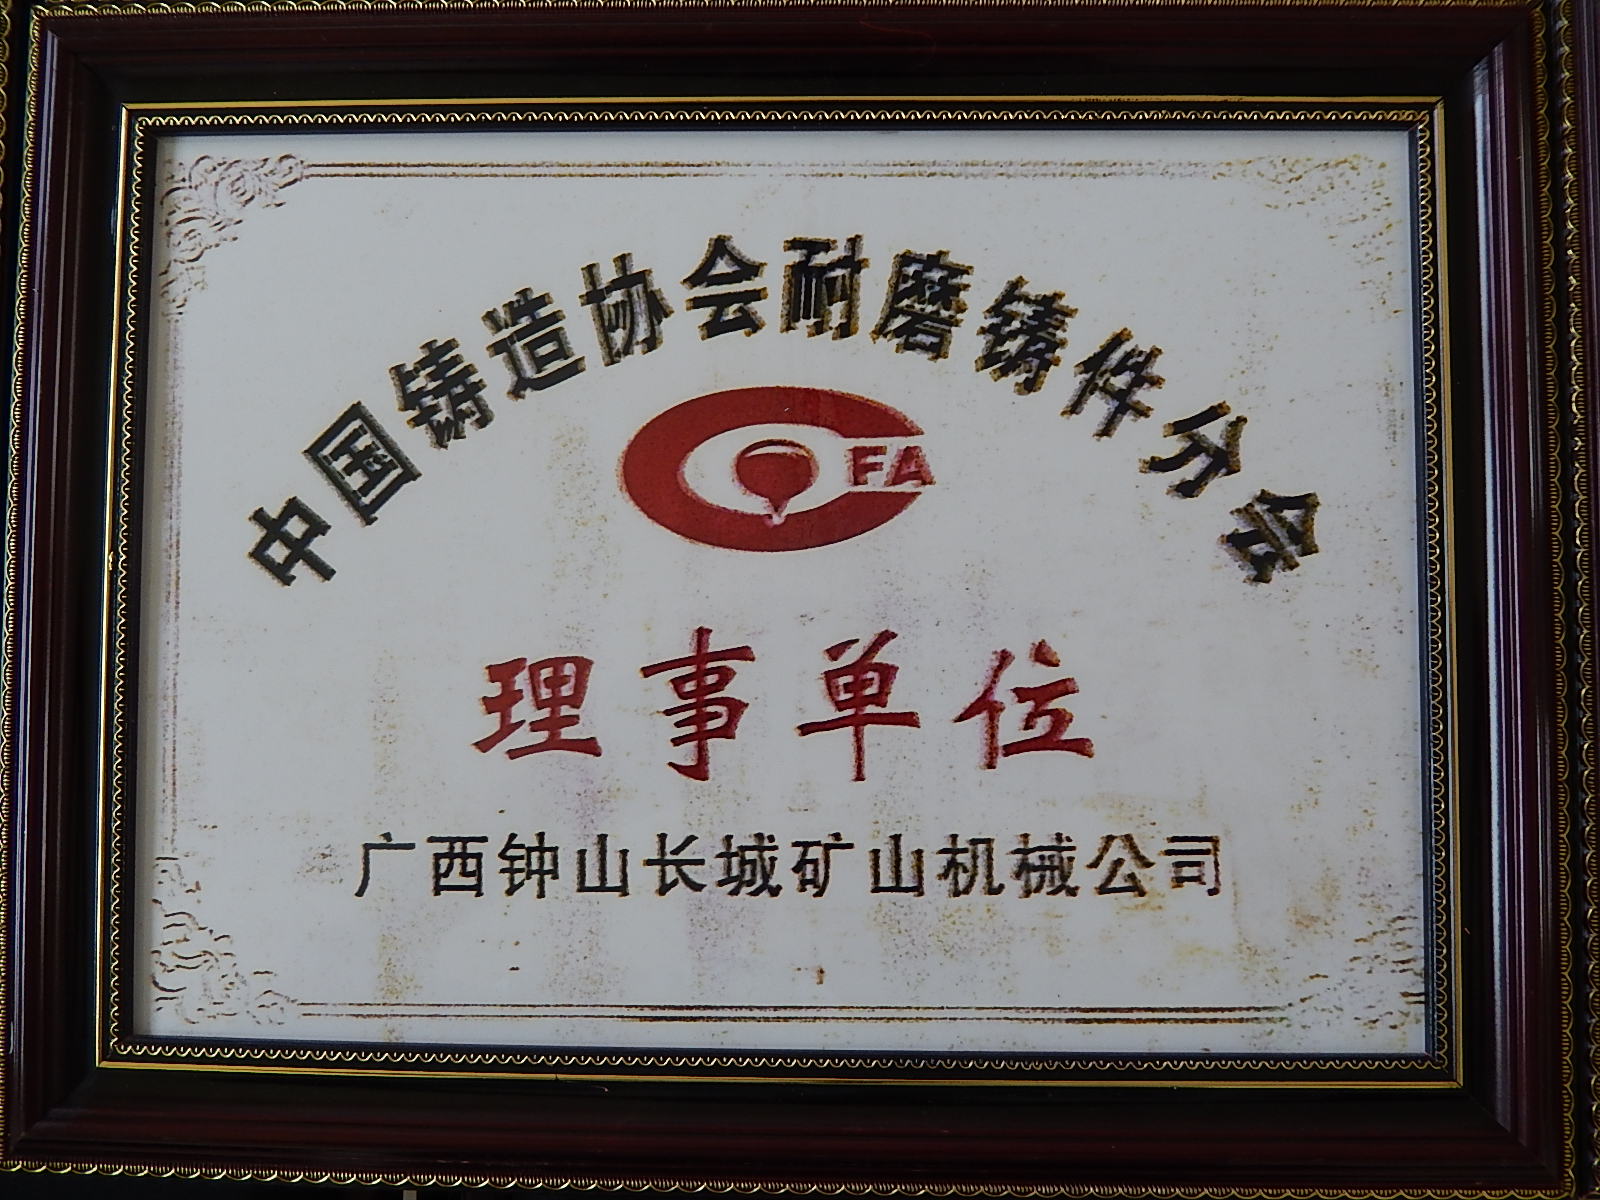 中国铸造协会耐磨铸件分会
CFA
理事单位
广西钟山长城矿山机械公司